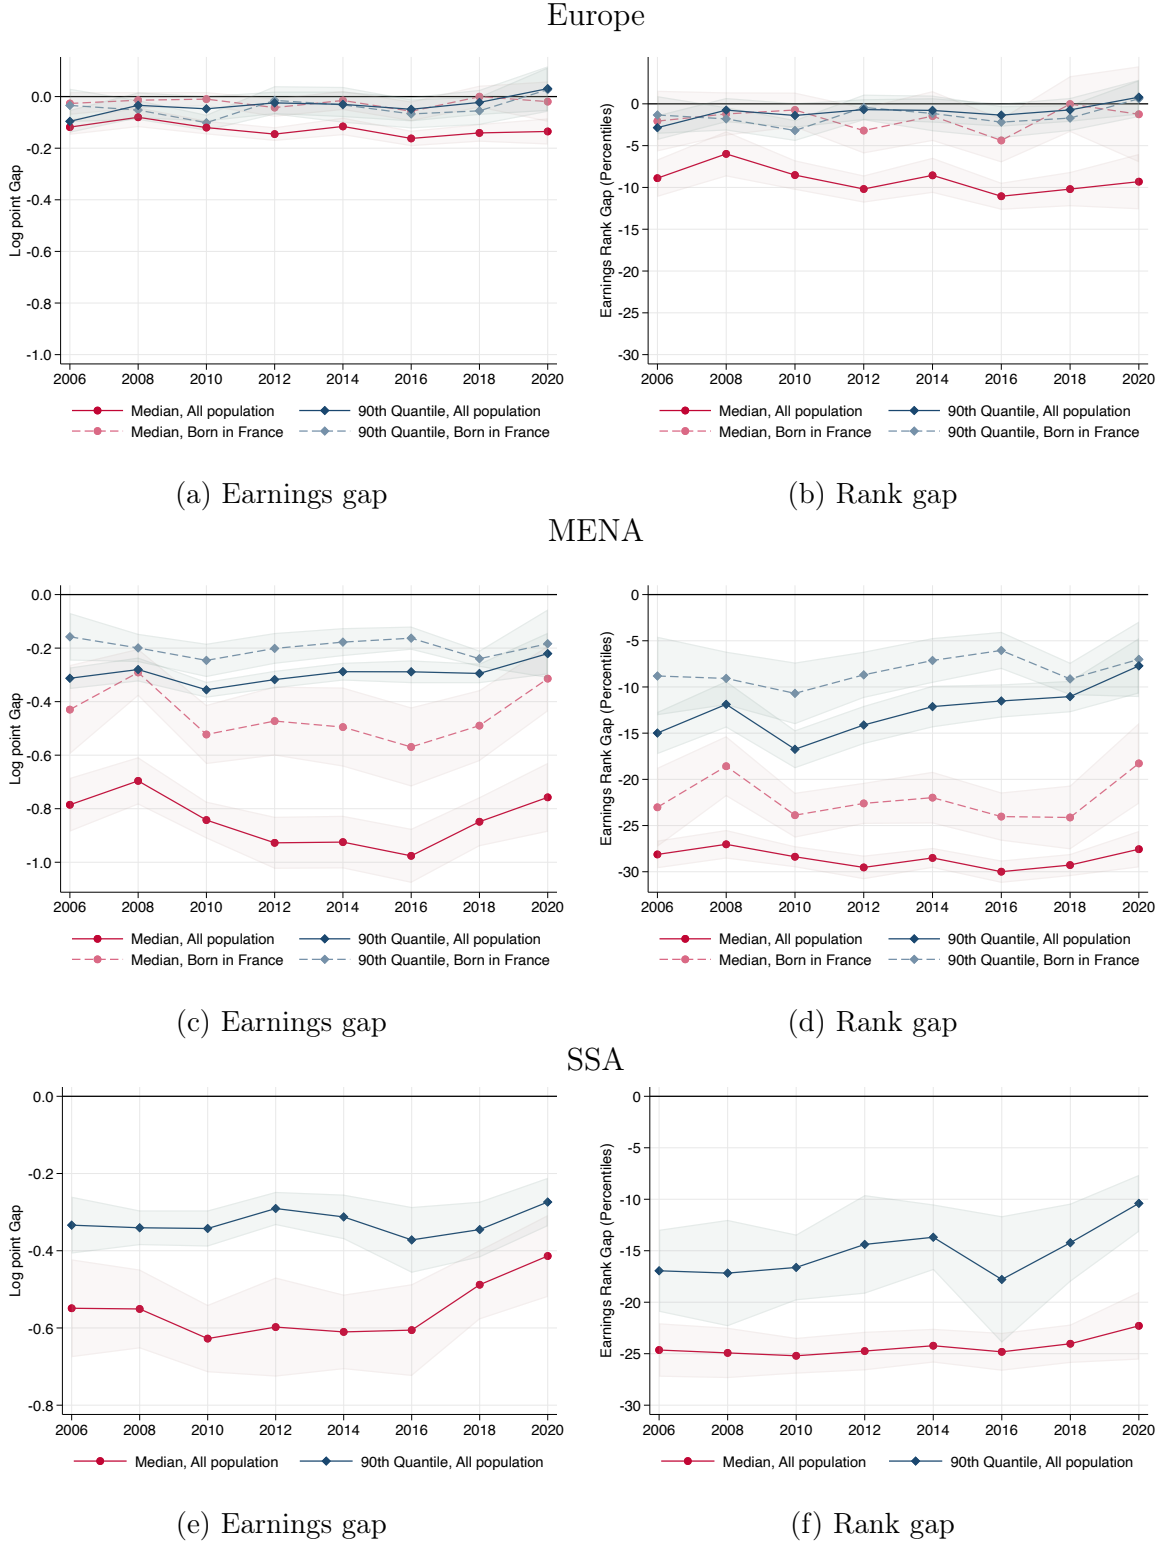 Europe
Log point Gap
0.0
-0.2
-0.4
-0.6
-0.8
-1.0
2006 2008 2010 2012 2014 2016 2018 2020
Median, All population 90th Quantile, All population
Median, Born in France 90th Quantile, Born in France
(a) Earnings gap
Earnings Rank Gap (Percentiles)
0
-5
-10
-15
-20
-25
-30
2006 2008 2010 2012 2014 2016 2018 2020
Median, All population 90th Quantile, All population
Median, Born in France 90th Quantile, Born in France
(b) Rank gap
MENA
Log point Gap
0.0
-0.2
-0.4
-0.6
-0.8
-1.0
2006 2008 2010 2012 2014 2016 2018 2020
Median, All population 90th Quantile, All population
Median, Born in France 90th Quantile, Born in France
(c) Earnings gap
Earnings Rank Gap (Percentiles)
0
-5
-10
-15
-20
-25
-30
2006 2008 2010 2012 2014 2016 2018 2020
Median, All population 90th Quantile, All population
Median, Born in France 90th Quantile, Born in France
(d) Rank gap
SSA
Log point Gap
0.0
-0.2
-0.4
-0.6
-0.8
2006 2008 2010 2012 2014 2016 2018 2020
Median, All population 90th Quantile, All population
(e) Earnings gap
Earnings Rank Gap (Percentiles)
0
-5
-10
-15
-20
-25
-30
2006 2008 2010 2012 2014 2016 2018 2020
Median, All population 90th Quantile, All population
(f) Rank gap